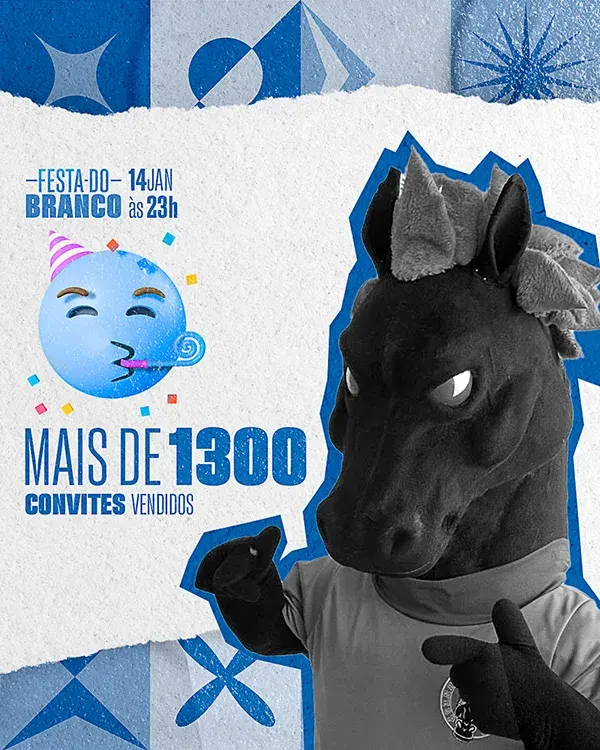 FESTA·DO 14JAN
BRANCO às 23h
MAIS DE 1300
CONVITES VENDIDOS